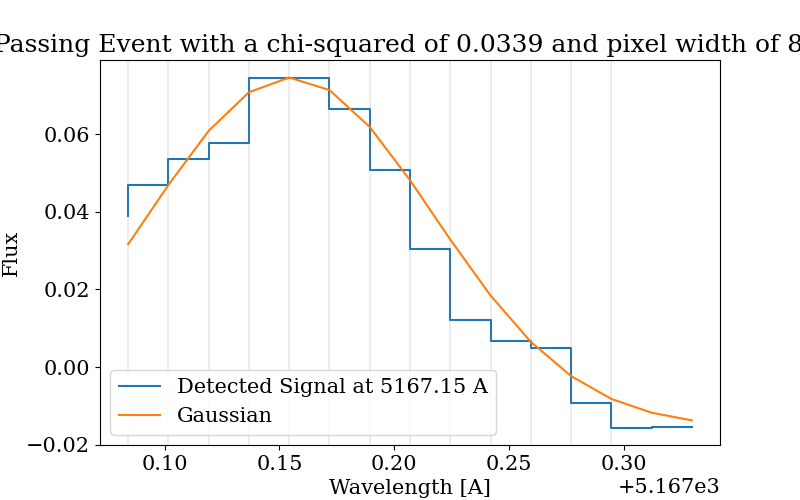 Passing Event with a chi-squared of 0.0339 and pixel width of 8
Flux
0.06
0.04
0.02
0.00
−0.02
Detected Signal at 5167.15 A
Gaussian
0.10 0.15 0.20 0.25 0.30
Wavelength [A]
+5.167e3